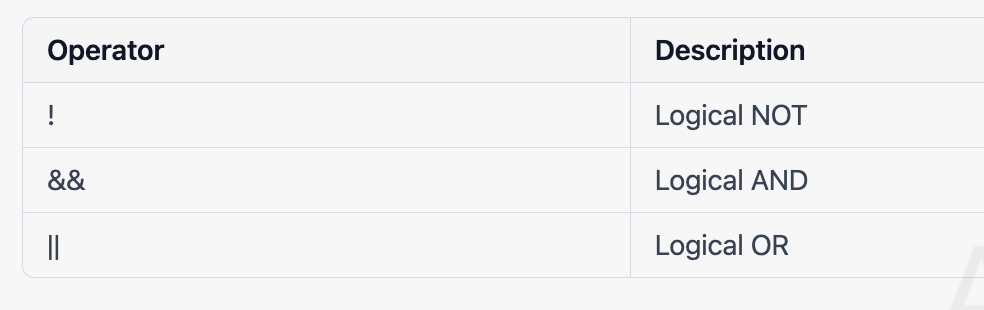 Operator Description
! Logical NOT
&& Logical AND
|| Logical OR